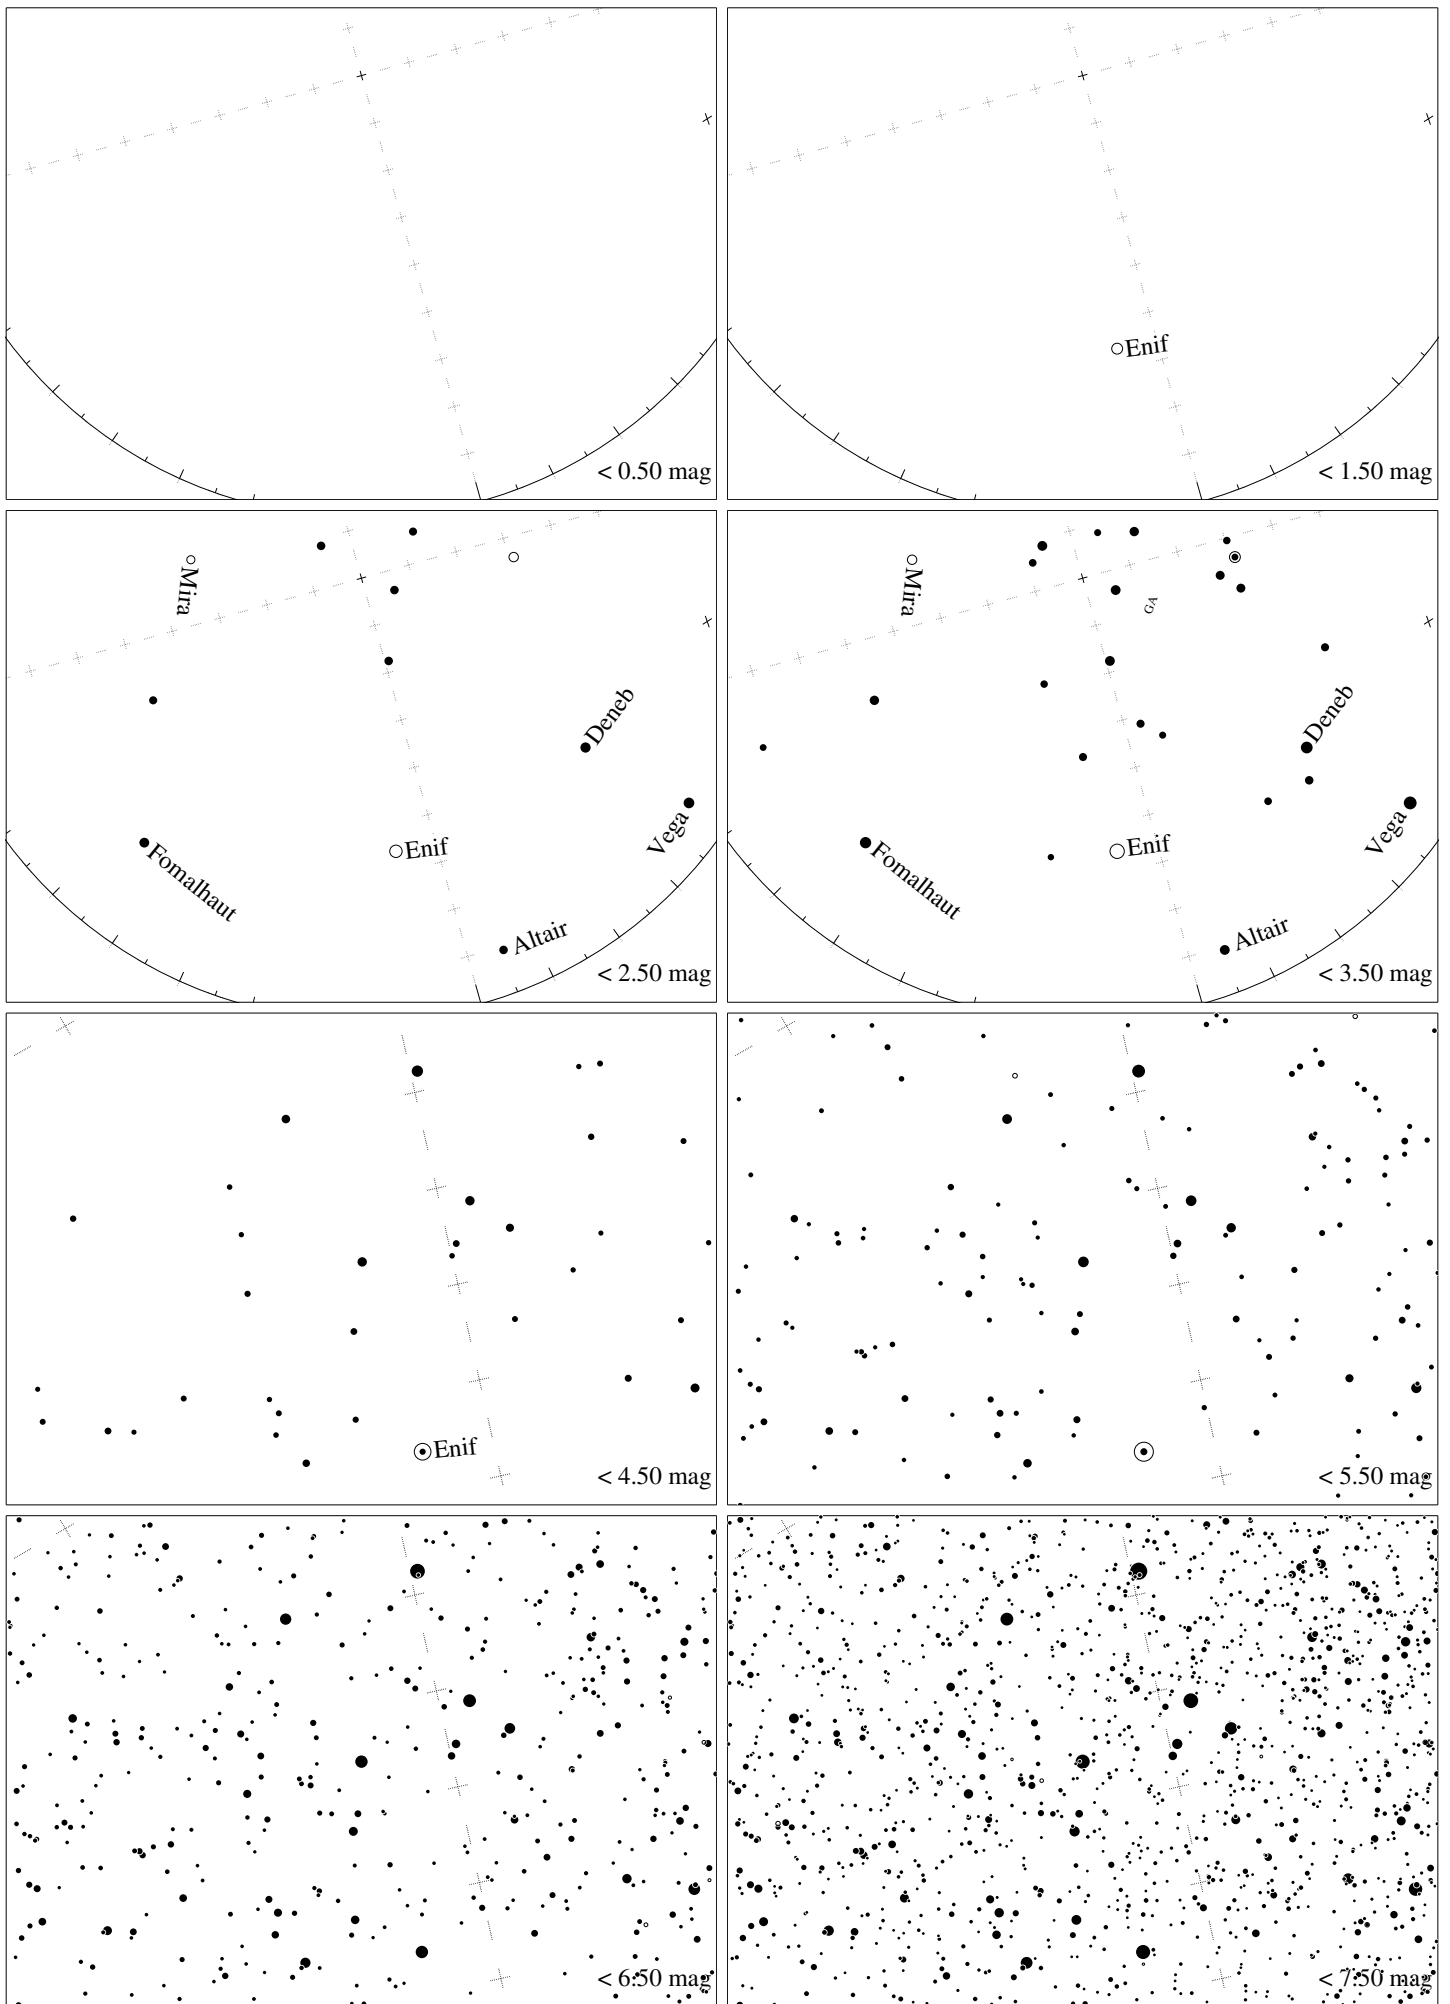 < 0.50 mag
Enif
< 1.50 mag
Mira
Deneb
Vega
Enif
Fomalhaut
Altair
< 2.50 mag
Mira
GA
Deneb
Vega
Enif
Fomalhaut
Altair
< 3.50 mag
Enif
< 4.50 mag
< 5.50 mag
< 6.50 mag
< 7.50 mag